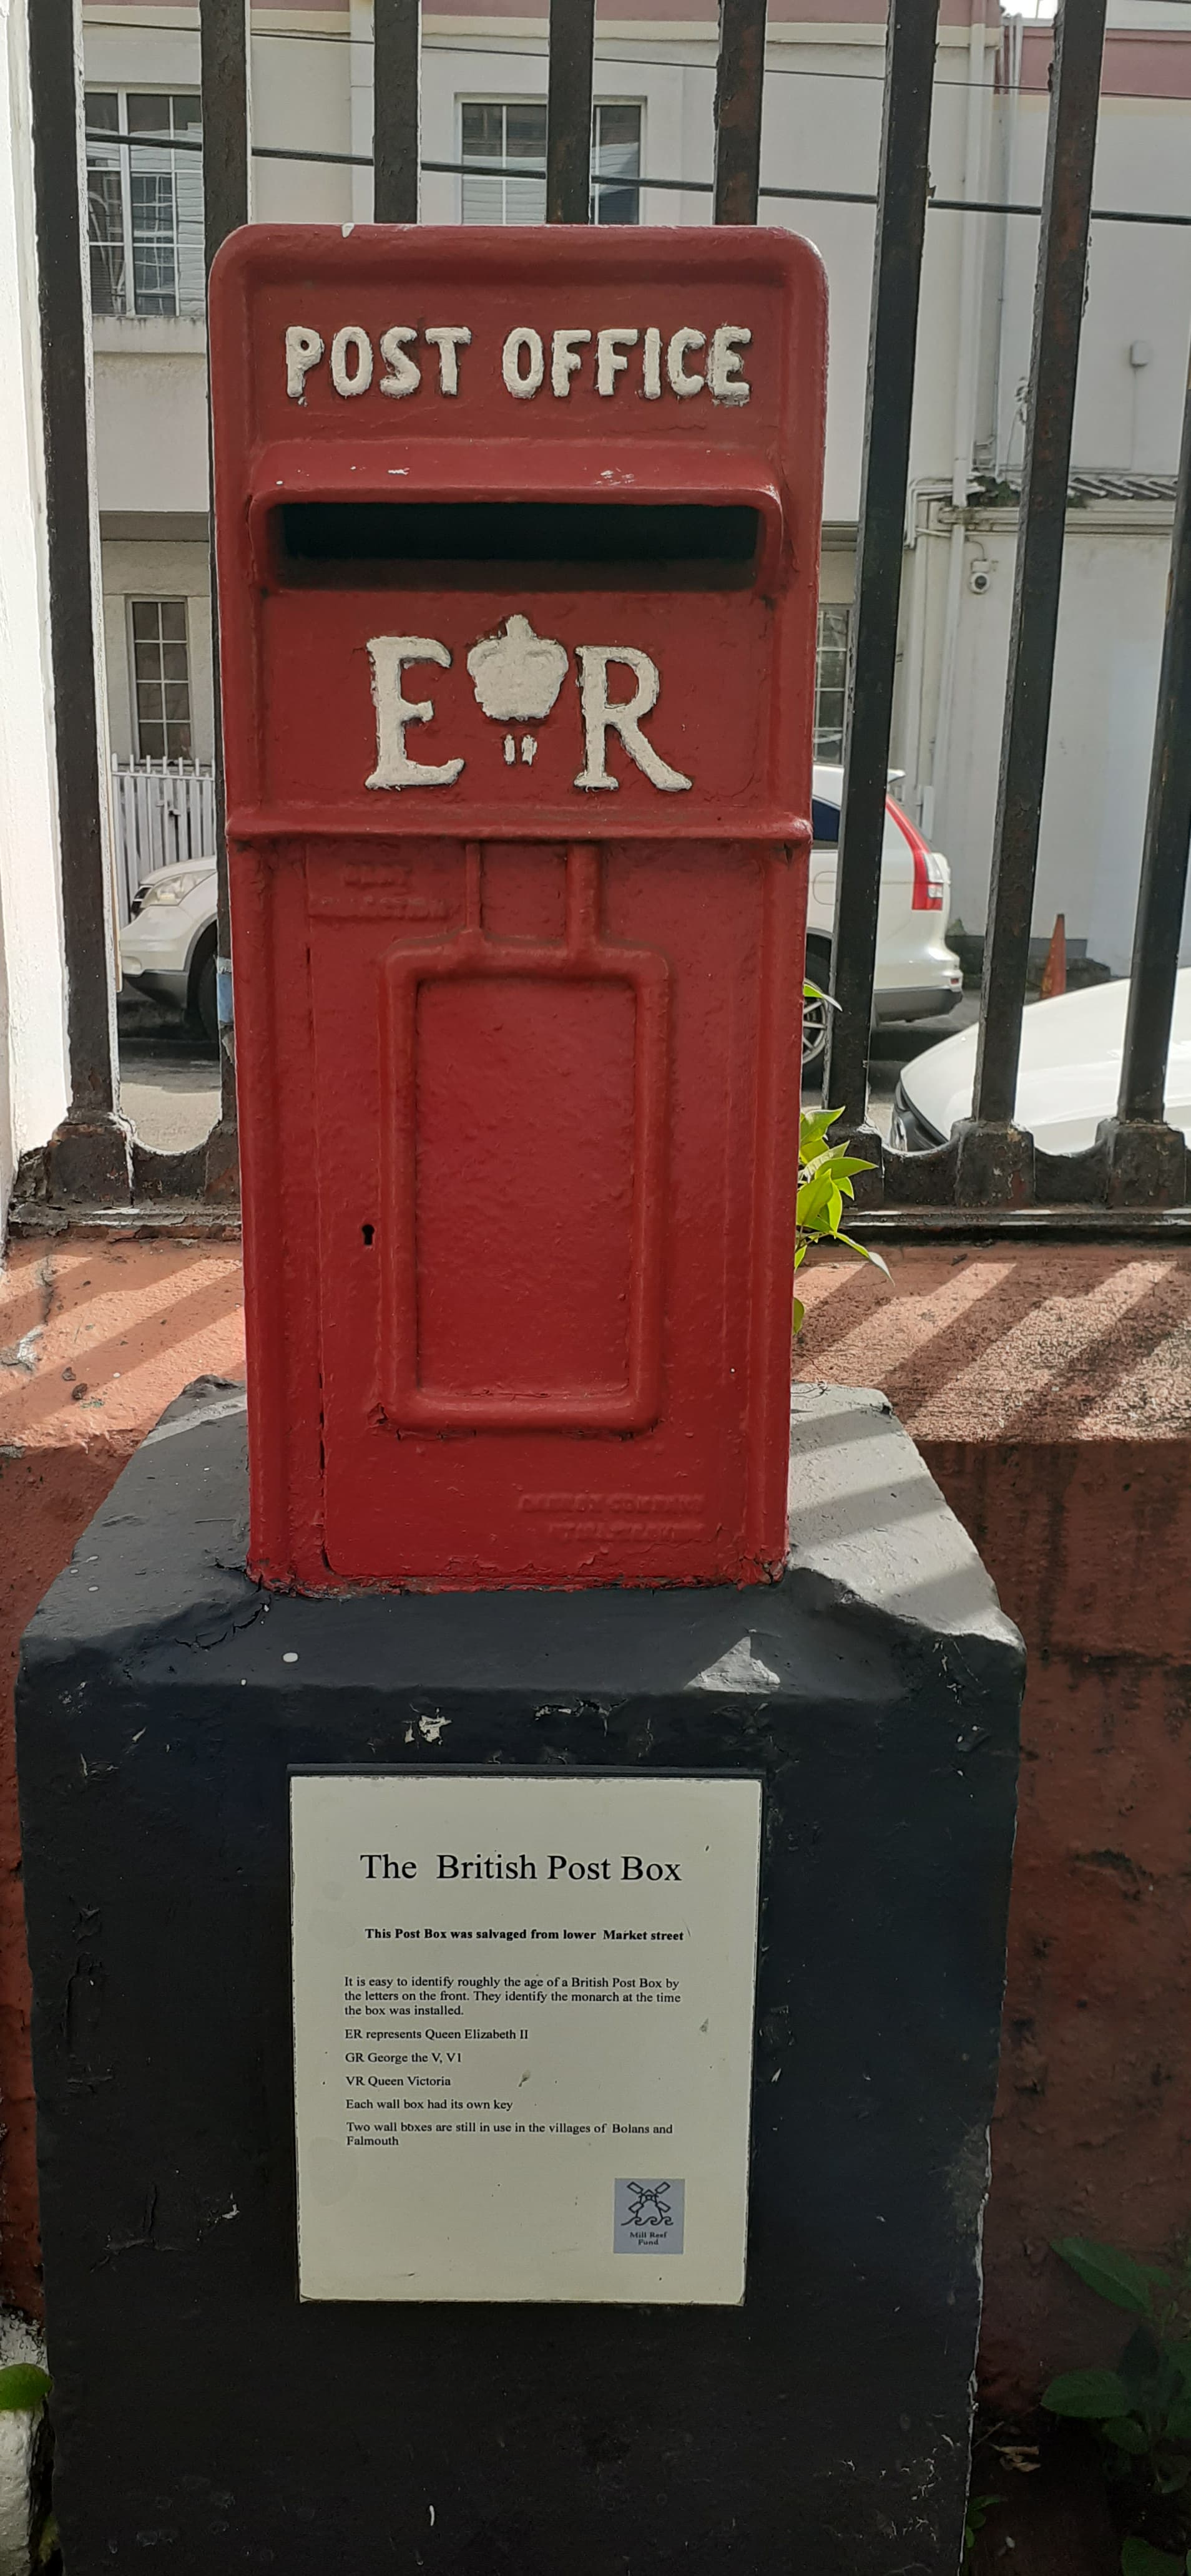 POST OFFICE
E II R
The British Post Box
This Post Box was salvaged from lower Market street
It is easy to identify roughly the age of a British Post Box by
the letters on the front. They identify the monarch at the time
the box was installed.
ER represents Queen Elizabeth II
GR George the V, V1
VR Queen Victoria
Each wall box had its own key
Two wall boxes are still in use in the villages of Bolans and
Falmouth
Mill Reef
Fund